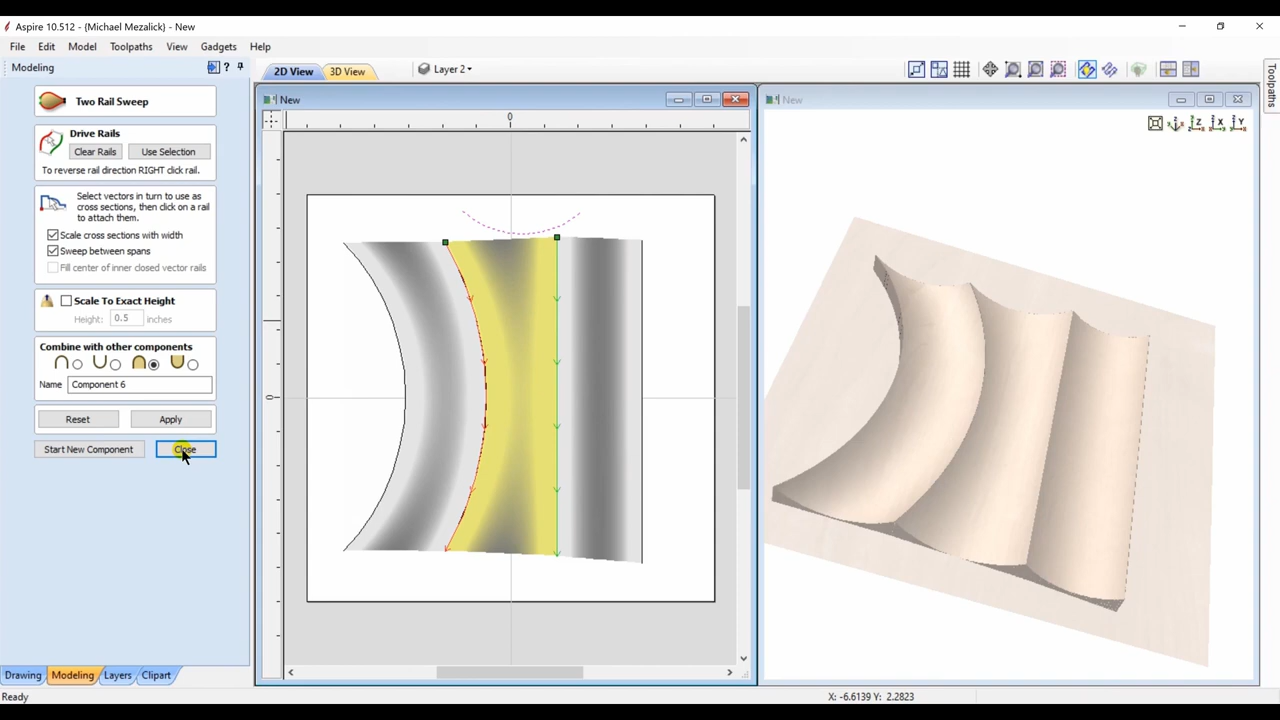 Aspire 10.512 - {Michael Mezalick} - New
File Edit Model Toolpaths View Gadgets Help
Modeling
2D View 3D View Layer 2
Two Rail Sweep
Drive Rails
Clear Rails Use Selection
To reverse rail direction RIGHT click rail.
Select vectors in turn to use as
cross sections, then click on a rail
to attach them.
Scale cross sections with width
Sweep between spans
Fill center of inner closed vector rails
Scale To Exact Height
Height: 0.5 inches
Combine with other components
Name Component 6
Reset Apply
Start New Component Close
Drawing Modeling Layers Clipart
New
0
0
New
Z X Y
Toolpaths
Ready
X: -6.6139 Y: 2.2823